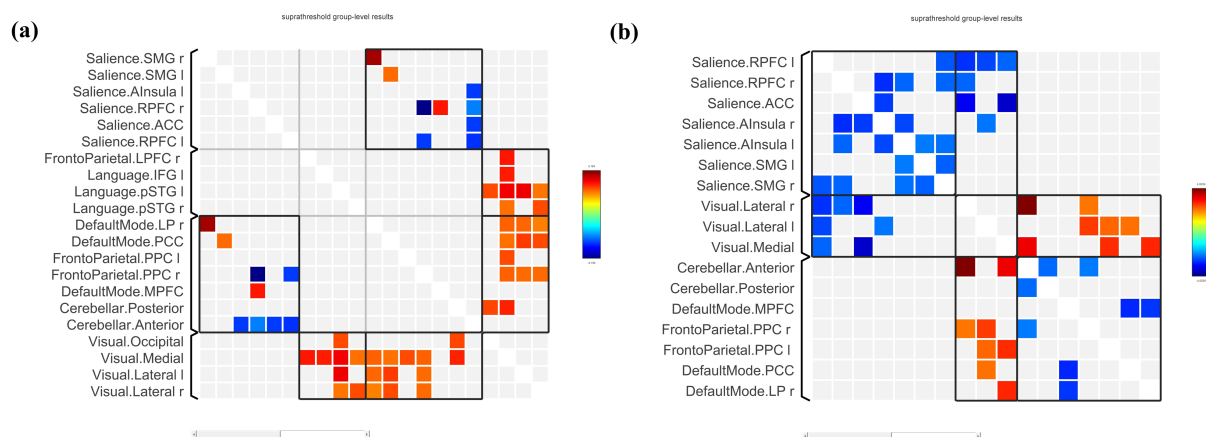 (a)
suprathreshold group-level results
Salience.SMG r
Salience.SMG l
Salience.AInsula l
Salience.RPFC r
Salience.ACC
Salience.RPFC l
FrontoParietal.LPFC r
Language.IFG l
Language.pSTG l
Language.pSTG r
DefaultMode.LP r
DefaultMode.PCC
FrontoParietal.PPC l
FrontoParietal.PPC r
DefaultMode.MPFC
Cerebellar.Posterior
Cerebellar.Anterior
Visual.Occipital
Visual.Medial
Visual.Lateral l
Visual.Lateral r
(b)
suprathreshold group-level results
Salience.RPFC l
Salience.RPFC r
Salience.ACC
Salience.AInsula r
Salience.AInsula l
Salience.SMG l
Salience.SMG r
Visual.Lateral r
Visual.Lateral l
Visual.Medial
Cerebellar.Anterior
Cerebellar.Posterior
DefaultMode.MPFC
FrontoParietal.PPC r
FrontoParietal.PPC l
DefaultMode.PCC
DefaultMode.LP r